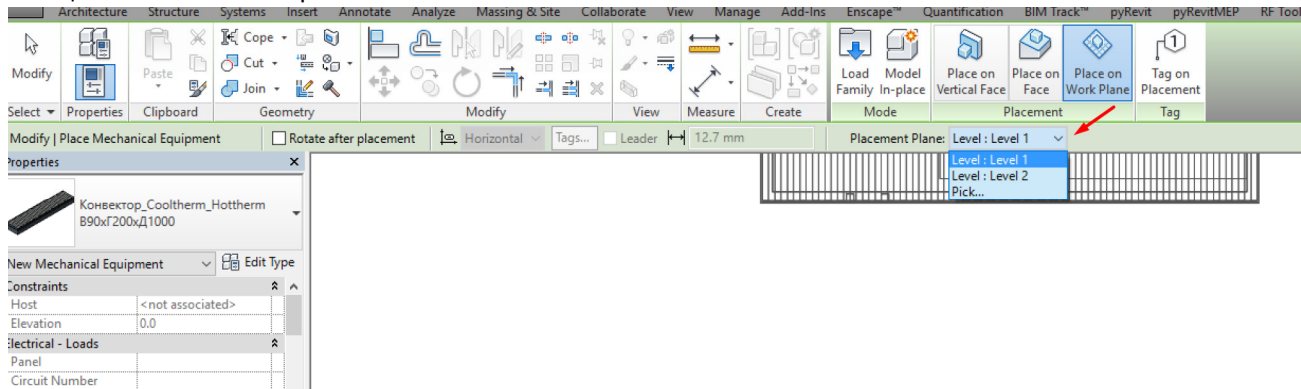 Architecture Structure Systems Insert Annotate Analyze Massing & Site Collaborate View Manage Add-Ins Enscape™ Quantification BIM Track™ pyRevit pyRevitMEP RF Tool
Modify
Paste
Cope
Cut
Join
Load Family
Model In-place
Place on Vertical Face
Place on Face
Place on Work Plane
1
Tag on Placement
Select Properties Clipboard Geometry Modify View Measure Create Mode Placement Tag
Modify | Place Mechanical Equipment Rotate after placement Horizontal Tags... Leader 12.7 mm Placement Plane: Level : Level 1
Level : Level 1
Level : Level 2
Pick...
Properties
Конвектор_Cooltherm_Hottherm
В90хГ200хД1000
New Mechanical Equipment Edit Type
Constraints
Host <not associated>
Elevation 0.0
Electrical - Loads
Panel
Circuit Number